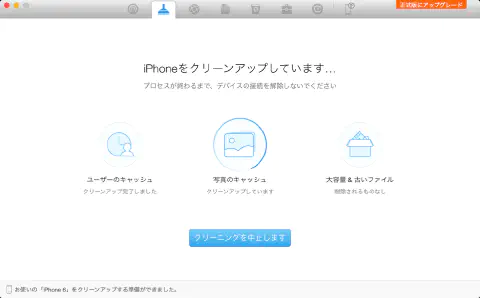 正式版にアップグレード
iPhoneをクリーンアップしています...
プロセスが終わるまで、デバイスの接続を解除しないでください
ユーザーのキャッシュ
クリーンアップ完了しました
写真のキャッシュ
クリーンアップしています
大容量 & 古いファイル
削除されるものなし
クリーニングを中止します
お使いの「iPhone 6」をクリーンアップする準備ができました。